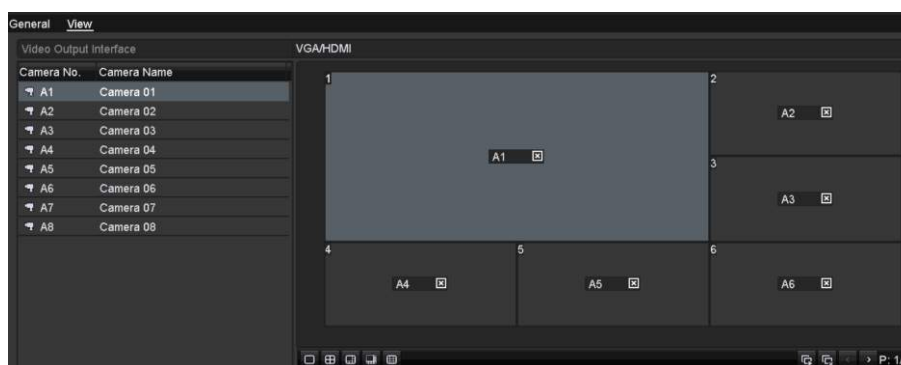 General View
Video Output Interface VGA/HDMI
Camera No. Camera Name
A1 Camera 01
A2 Camera 02
A3 Camera 03
A4 Camera 04
A5 Camera 05
A6 Camera 06
A7 Camera 07
A8 Camera 08
1 2
A2
A1
3
A3
4 5 6
A4 A5 A6
P: 1/